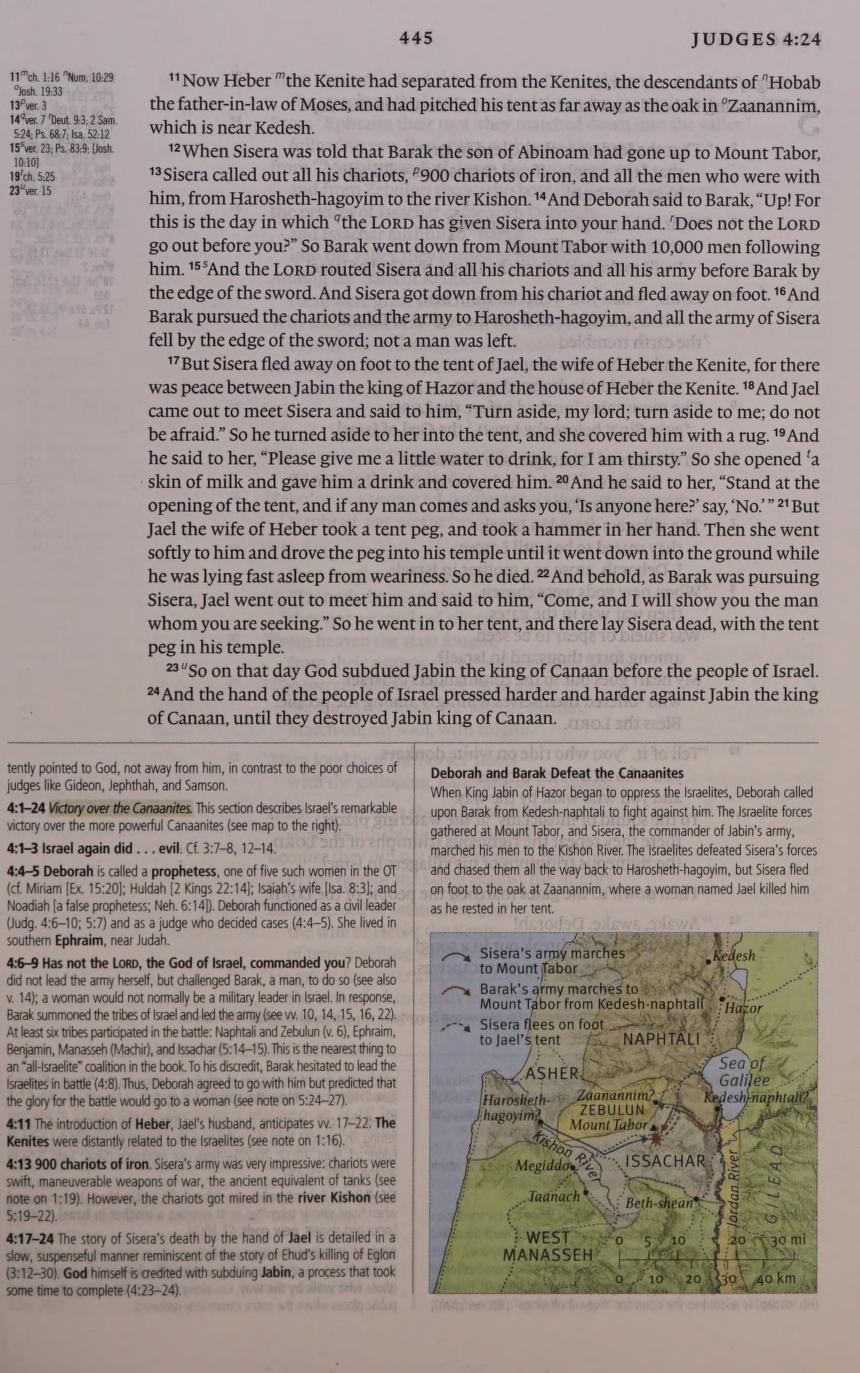 445
JUDGES 4:24
11 m ch. 1:16 n Num. 10:29
o Josh. 19:33
13 p ver. 3
14 q ver. 7 r Deut. 9:3; 2 Sam.
5:24; Ps. 68:7; Isa. 52:12
15 s ver. 23; Ps. 83:9; [Josh.
10:10]
19 t ch. 5:25
23 u ver. 15
11 Now Heber m the Kenite had separated from the Kenites, the descendants of n Hobab
the father-in-law of Moses, and had pitched his tent as far away as the oak in o Zaanannim,
which is near Kedesh.
12 When Sisera was told that Barak the son of Abinoam had gone up to Mount Tabor,
13 Sisera called out all his chariots, p 900 chariots of iron, and all the men who were with
him, from Harosheth-hagoyim to the river Kishon. 14 And Deborah said to Barak, “Up! For
this is the day in which q the LORD has given Sisera into your hand. r Does not the LORD
go out before you?” So Barak went down from Mount Tabor with 10,000 men following
him. 15 s And the LORD routed Sisera and all his chariots and all his army before Barak by
the edge of the sword. And Sisera got down from his chariot and fled away on foot. 16 And
Barak pursued the chariots and the army to Harosheth-hagoyim, and all the army of Sisera
fell by the edge of the sword; not a man was left.
17 But Sisera fled away on foot to the tent of Jael, the wife of Heber the Kenite, for there
was peace between Jabin the king of Hazor and the house of Heber the Kenite. 18 And Jael
came out to meet Sisera and said to him, “Turn aside, my lord; turn aside to me; do not
be afraid.” So he turned aside to her into the tent, and she covered him with a rug. 19 And
he said to her, “Please give me a little water to drink, for I am thirsty.” So she opened t a
skin of milk and gave him a drink and covered him. 20 And he said to her, “Stand at the
opening of the tent, and if any man comes and asks you, ‘Is anyone here?’ say, ‘No.’ ” 21 But
Jael the wife of Heber took a tent peg, and took a hammer in her hand. Then she went
softly to him and drove the peg into his temple until it went down into the ground while
he was lying fast asleep from weariness. So he died. 22 And behold, as Barak was pursuing
Sisera, Jael went out to meet him and said to him, “Come, and I will show you the man
whom you are seeking.” So he went in to her tent, and there lay Sisera dead, with the tent
peg in his temple.
23 u So on that day God subdued Jabin the king of Canaan before the people of Israel.
24 And the hand of the people of Israel pressed harder and harder against Jabin the king
of Canaan, until they destroyed Jabin king of Canaan.
tently pointed to God, not away from him, in contrast to the poor choices of
judges like Gideon, Jephthah, and Samson.
4:1–24 Victory over the Canaanites. This section describes Israel's remarkable
victory over the more powerful Canaanites (see map to the right).
4:1–3 Israel again did . . . evil. Cf. 3:7–8, 12–14.
4:4–5 Deborah is called a prophetess, one of five such women in the OT
(cf. Miriam [Ex. 15:20]; Huldah [2 Kings 22:14]; Isaiah's wife [Isa. 8:3]; and
Noadiah [a false prophetess; Neh. 6:14]). Deborah functioned as a civil leader
(Judg. 4:6–10; 5:7) and as a judge who decided cases (4:4–5). She lived in
southern Ephraim, near Judah.
4:6–9 Has not the LORD, the God of Israel, commanded you? Deborah
did not lead the army herself, but challenged Barak, a man, to do so (see also
v. 14); a woman would not normally be a military leader in Israel. In response,
Barak summoned the tribes of Israel and led the army (see vv. 10, 14, 15, 16, 22).
At least six tribes participated in the battle: Naphtali and Zebulun (v. 6), Ephraim,
Benjamin, Manasseh (Machir), and Issachar (5:14–15). This is the nearest thing to
an “all-Israelite” coalition in the book. To his discredit, Barak hesitated to lead the
Israelites in battle (4:8). Thus, Deborah agreed to go with him but predicted that
the glory for the battle would go to a woman (see note on 5:24–27).
4:11 The introduction of Heber, Jael's husband, anticipates vv. 17–22. The
Kenites were distantly related to the Israelites (see note on 1:16).
4:13 900 chariots of iron. Sisera's army was very impressive: chariots were
swift, maneuverable weapons of war, the ancient equivalent of tanks (see
note on 1:19). However, the chariots got mired in the river Kishon (see
5:19–22).
4:17–24 The story of Sisera's death by the hand of Jael is detailed in a
slow, suspenseful manner reminiscent of the story of Ehud's killing of Eglon
(3:12–30). God himself is credited with subduing Jabin, a process that took
some time to complete (4:23–24).
Deborah and Barak Defeat the Canaanites
When King Jabin of Hazor began to oppress the Israelites, Deborah called
upon Barak from Kedesh-naphtali to fight against him. The Israelite forces
gathered at Mount Tabor, and Sisera, the commander of Jabin's army,
marched his men to the Kishon River. The Israelites defeated Sisera's forces
and chased them all the way back to Harosheth-hagoyim, but Sisera fled
on foot to the oak at Zaanannim, where a woman named Jael killed him
as he rested in her tent.
Sisera's army marches
to Mount Tabor
Barak's army marches to
Mount Tabor from Kedesh-naphtali
Sisera flees on foot
to Jael's tent
Kedesh
Hazor
NAPHTALI
ASHER
Sea of
Galilee
Harosheth-
hagoyim?
Zaanannim?
Kedesh-naphtali?
ZEBULUN
Mount Tabor
Kishon R.
Megiddo
ISSACHAR
Taanach
Beth-shean
Jordan River
GILEAD
WEST
MANASSEH
0 5 10 20 30 mi
0 10 20 30 40 km